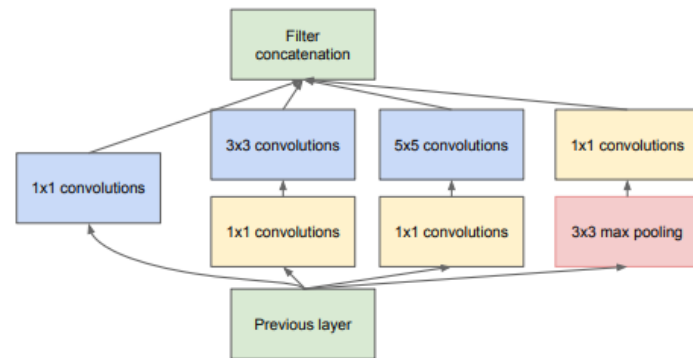 Filter
concatenation
3x3 convolutions
5x5 convolutions
1x1 convolutions
1x1 convolutions
1x1 convolutions
1x1 convolutions
3x3 max pooling
Previous layer